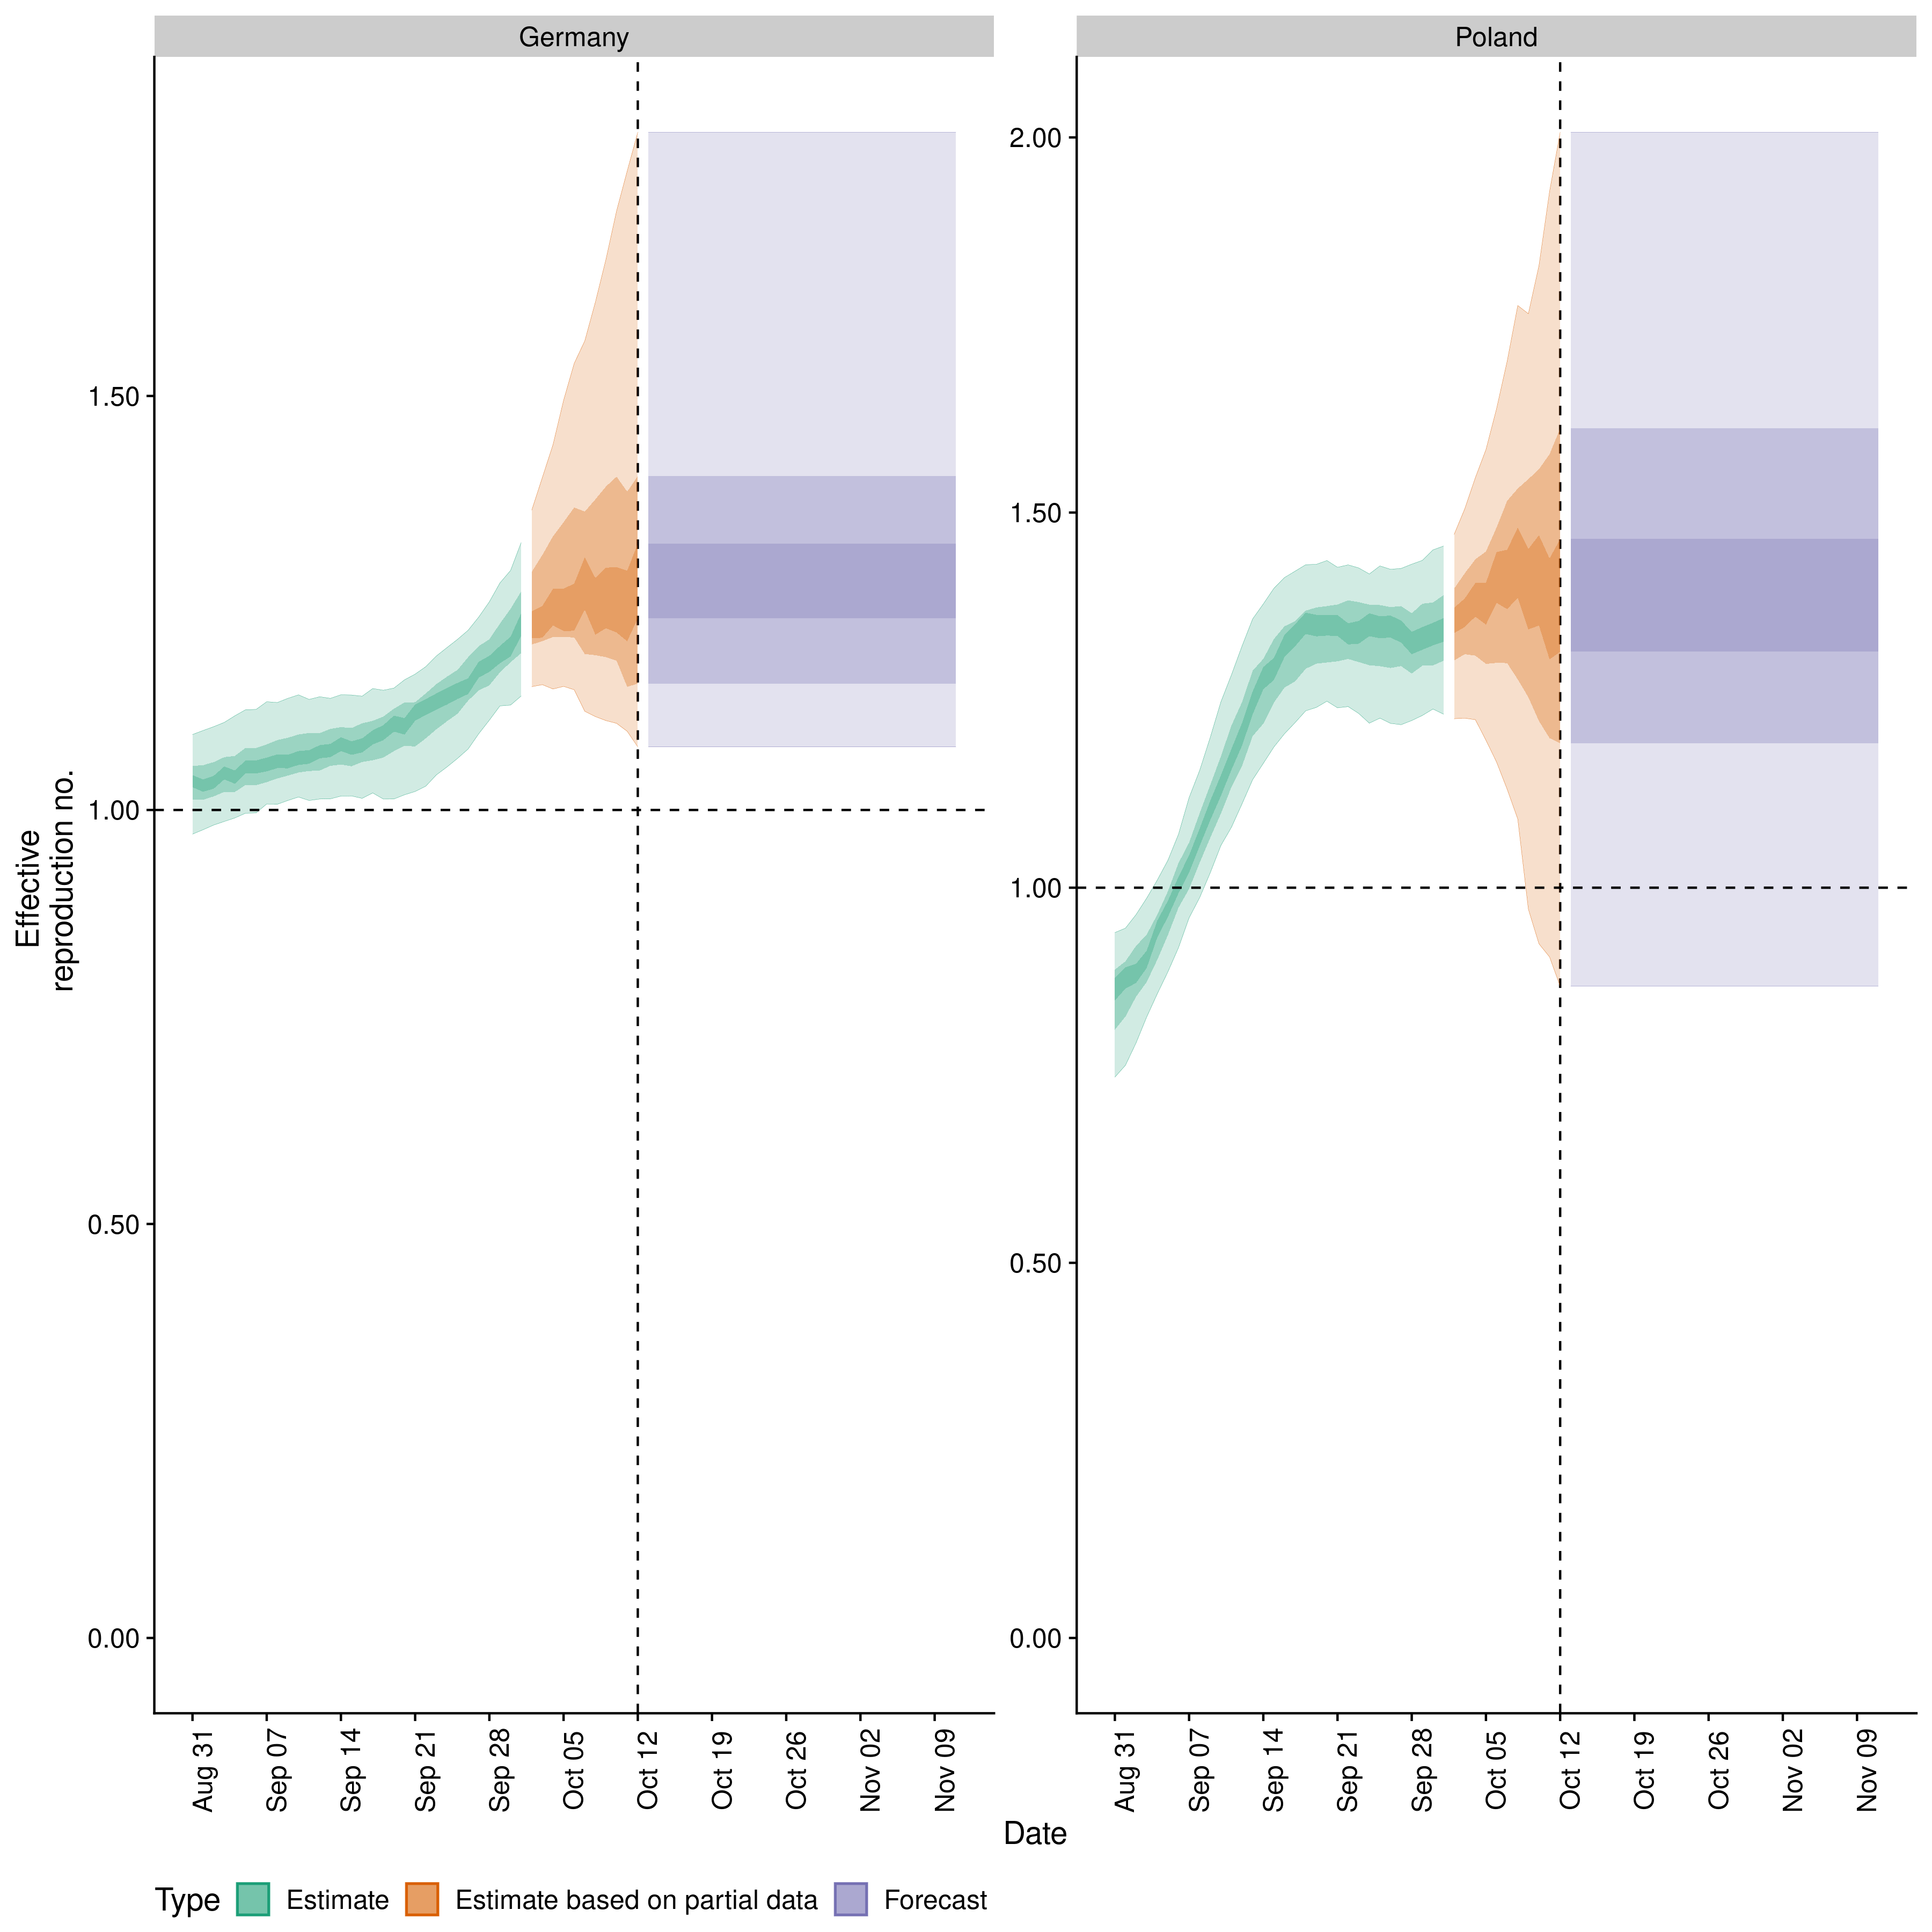 Germany
Poland
Effective
reproduction no.
1.50
1.00
0.50
0.00
2.00
1.50
1.00
0.50
0.00
Aug 31
Sep 07
Sep 14
Sep 21
Sep 28
Oct 05
Oct 12
Oct 19
Oct 26
Nov 02
Nov 09
Aug 31
Sep 07
Sep 14
Sep 21
Sep 28
Oct 05
Oct 12
Oct 19
Oct 26
Nov 02
Nov 09
Date
Type Estimate Estimate based on partial data Forecast